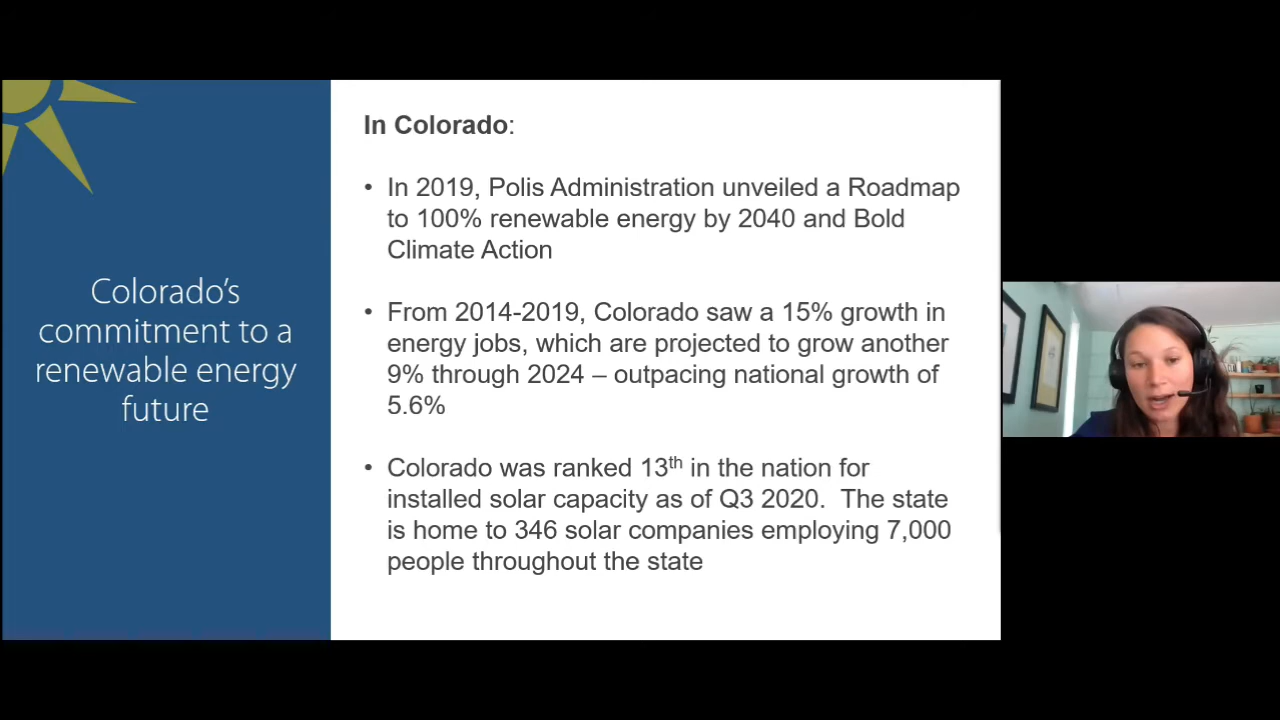 Colorado's
commitment to a
renewable energy
future
In Colorado:
• In 2019, Polis Administration unveiled a Roadmap
to 100% renewable energy by 2040 and Bold
Climate Action
• From 2014-2019, Colorado saw a 15% growth in
energy jobs, which are projected to grow another
9% through 2024 – outpacing national growth of
5.6%
• Colorado was ranked 13th in the nation for
installed solar capacity as of Q3 2020.  The state
is home to 346 solar companies employing 7,000
people throughout the state